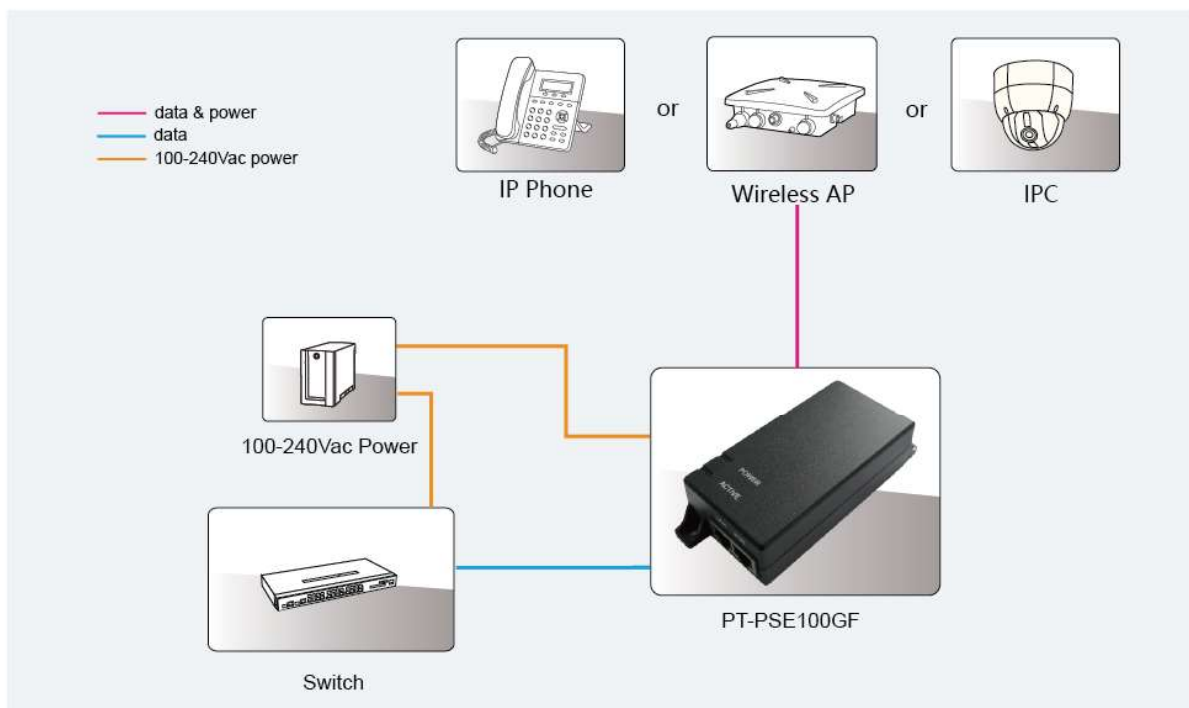 data & power
data
100-240Vac power
or
or
IP Phone
Wireless AP
IPC
100-240Vac Power
POWER
ACTIVE
PT-PSE100GF
Switch